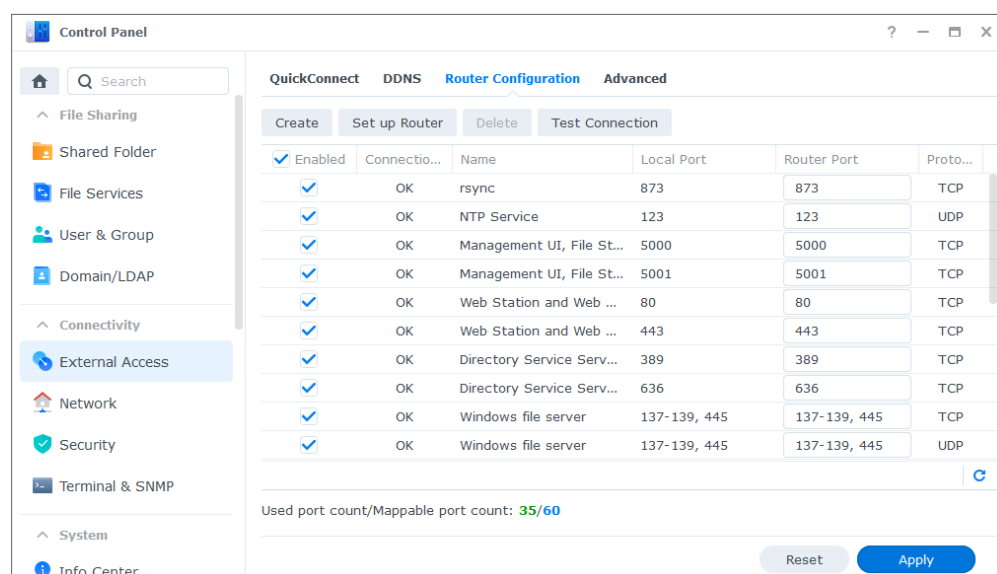 Control Panel
?
Search
File Sharing
Shared Folder
File Services
User & Group
Domain/LDAP
Connectivity
External Access
Network
Security
Terminal & SNMP
System
Info Center
QuickConnect DDNS Router Configuration Advanced
Create Set up Router Delete Test Connection
Enabled Connectio... Name Local Port Router Port Proto...
OK rsync 873 873 TCP
OK NTP Service 123 123 UDP
OK Management UI, File St... 5000 5000 TCP
OK Management UI, File St... 5001 5001 TCP
OK Web Station and Web ... 80 80 TCP
OK Web Station and Web ... 443 443 TCP
OK Directory Service Serv... 389 389 TCP
OK Directory Service Serv... 636 636 TCP
OK Windows file server 137-139, 445 137-139, 445 TCP
OK Windows file server 137-139, 445 137-139, 445 UDP
Used port count/Mappable port count: 35/60
Reset Apply